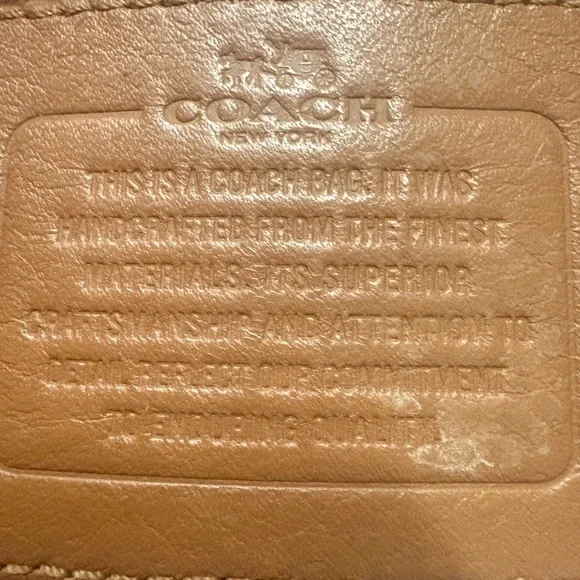 COACH
NEW YORK
THIS IS A COACH BAG. IT WAS
HANDCRAFTED FROM THE FINEST
MATERIALS. ITS SUPERIOR
CRAFTSMANSHIP AND ATTENTION TO
DETAIL REFLECT OUR COMMITMENT
TO ENDURING QUALITY.